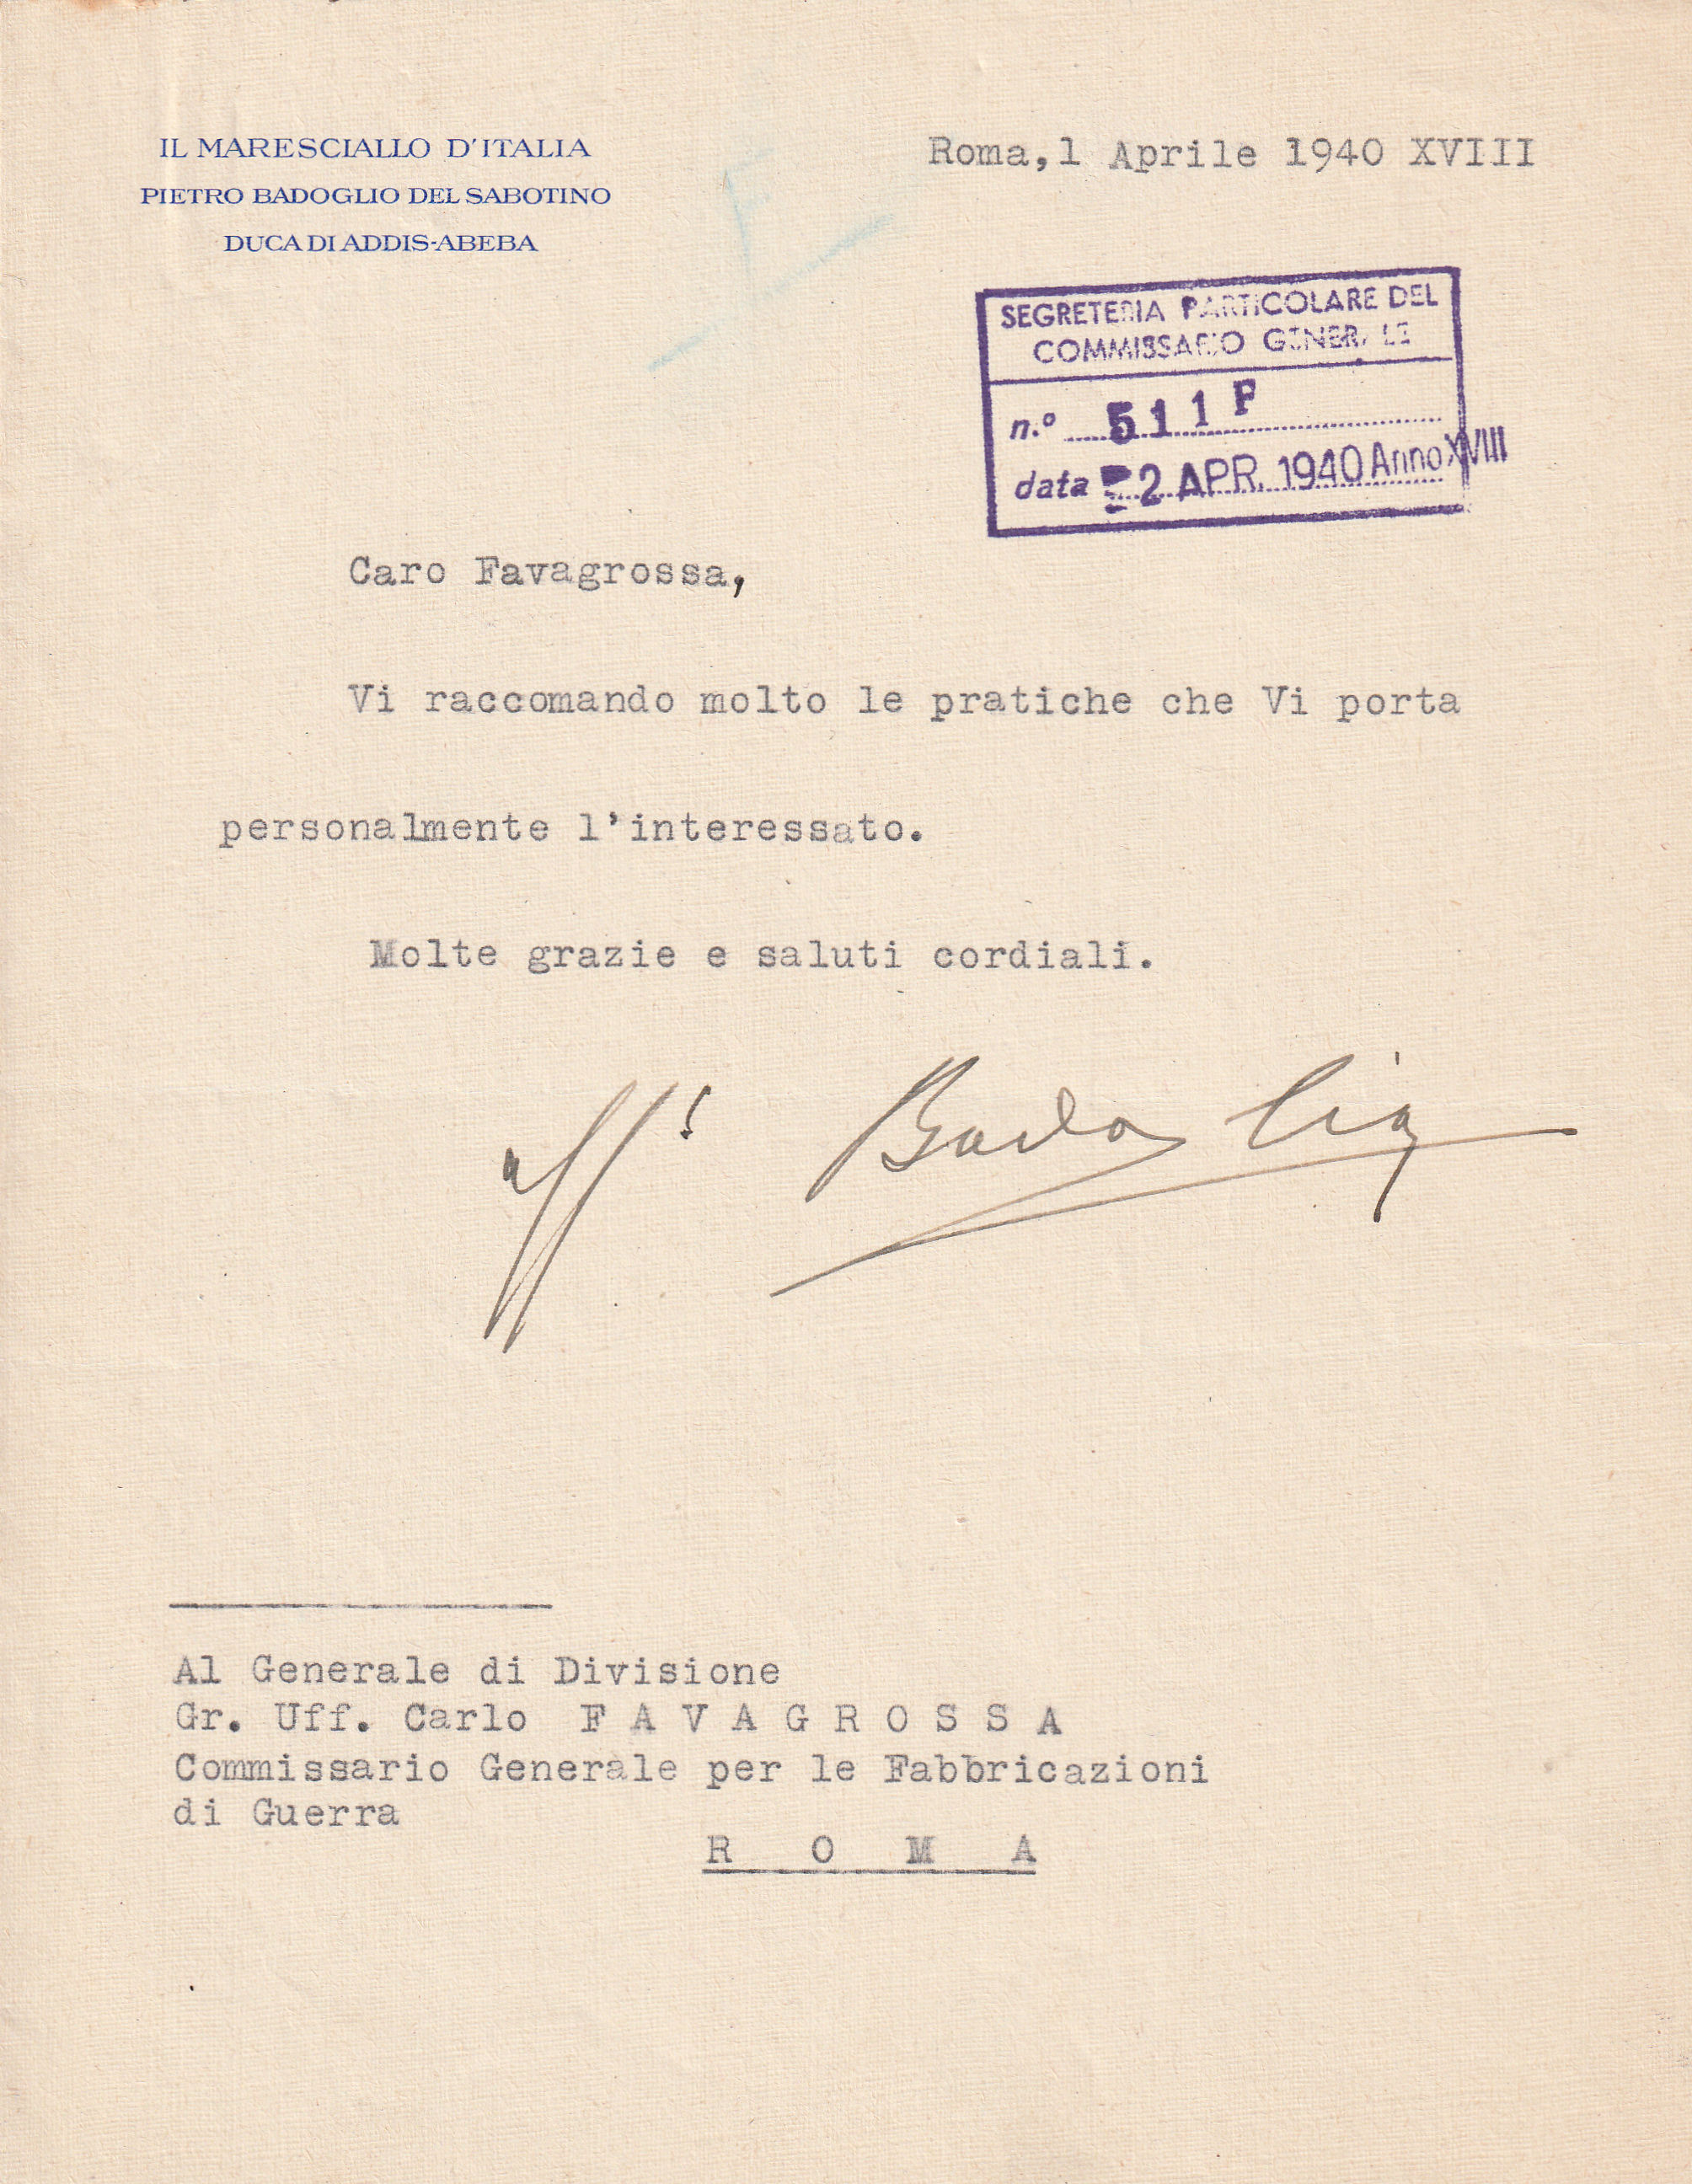 IL MARESCIALLO D'ITALIA
PIETRO BADOGLIO DEL SABOTINO
DUCA DI ADDIS-ABEBA
Roma, 1 Aprile 1940 XVIII
SEGRETERIA PARTICOLARE DEL
COMMISSARIO GENERALE
n.º 511 P
data 2 APR. 1940 Anno XVIII
Caro Favagrossa,
Vi raccomando molto le pratiche che Vi porta
personalmente l'interessato.
Molte grazie e saluti cordiali.
Badoglio
Al Generale di Divisione
Gr. Uff. Carlo F A V A G R O S S A
Commissario Generale per le Fabbricazioni
di Guerra
R O M A